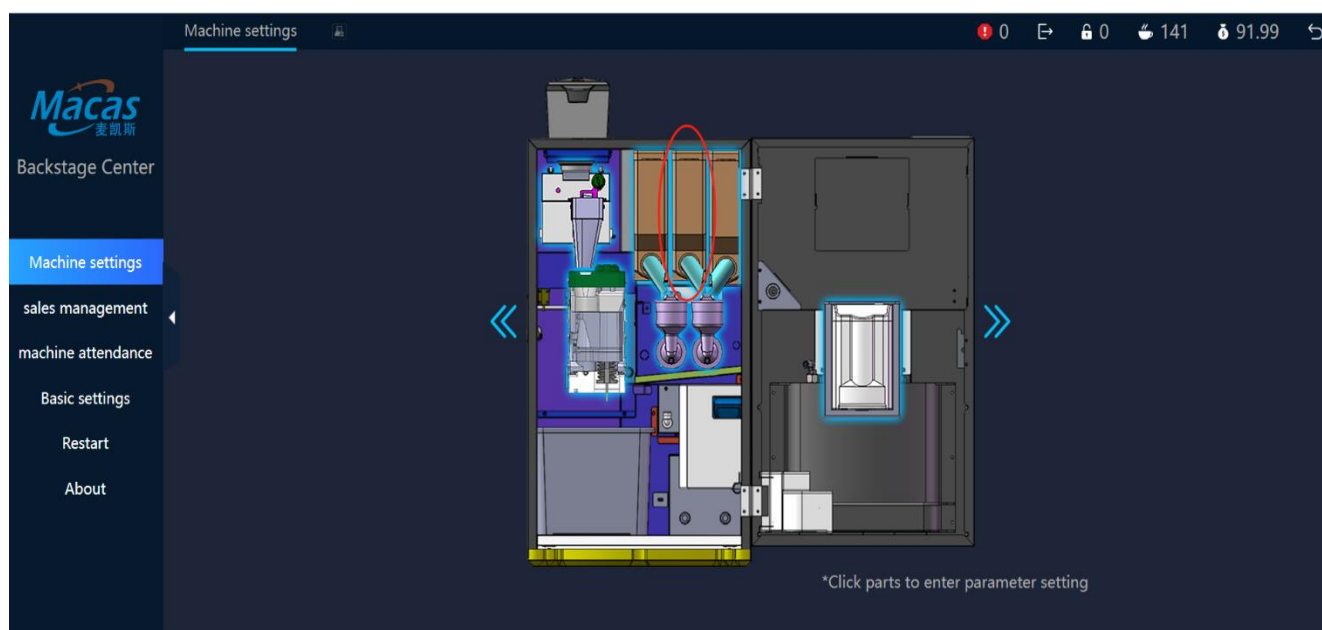 Machine settings
0
0
141
91.99
Macas
麦凯斯
Backstage Center
Machine settings
sales management
machine attendance
Basic settings
Restart
About
*Click parts to enter parameter setting